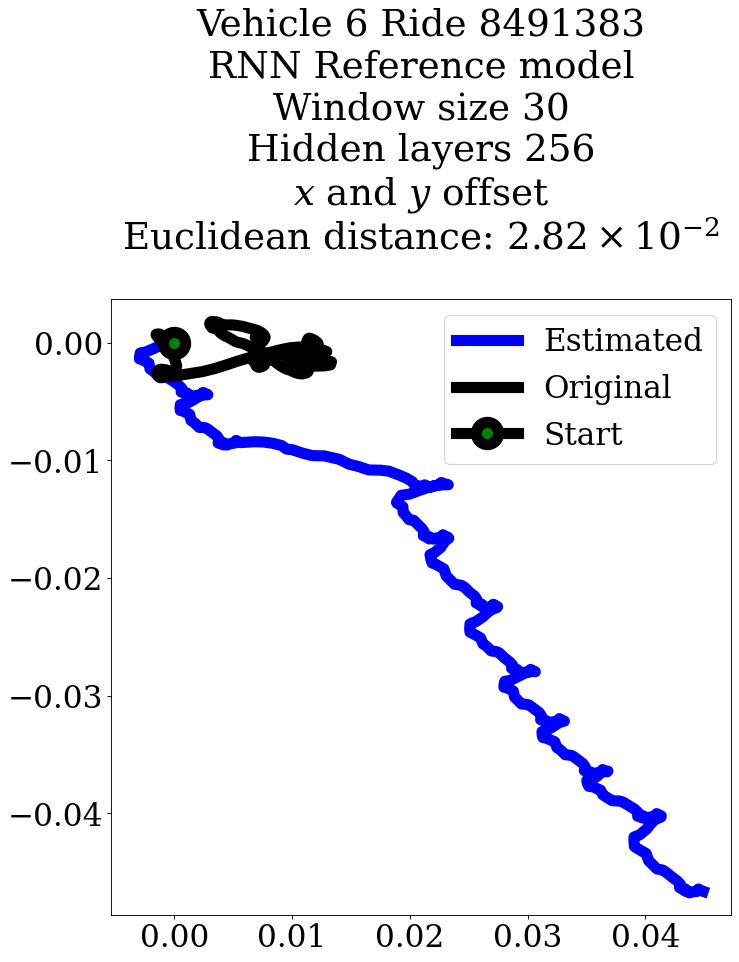 Vehicle 6 Ride 8491383
RNN Reference model
Window size 30
Hidden layers 256
x and y offset
Euclidean distance: 2.82 × 10⁻²
Estimated
Original
Start
0.00
−0.01
−0.02
−0.03
−0.04
0.00 0.01 0.02 0.03 0.04